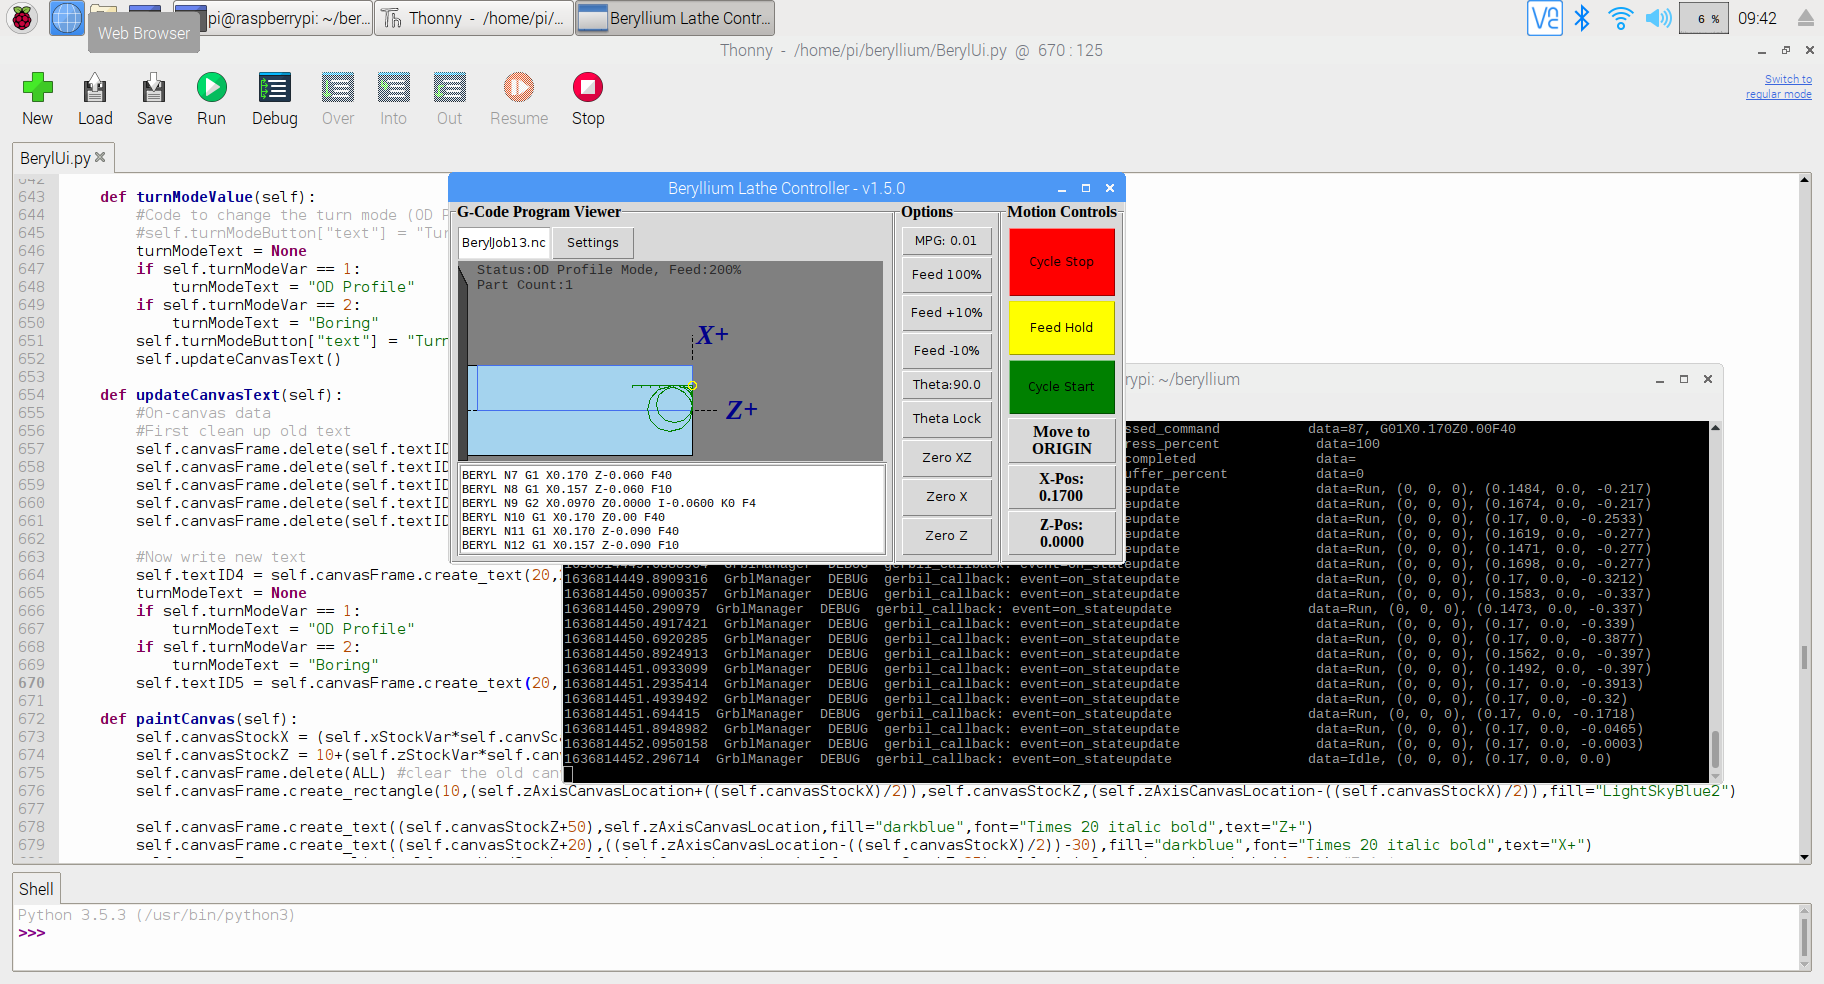 pi@raspberrypi: ~/ber...
Thonny - /home/pi/...
Beryllium Lathe Contr...
6 %
09:42
Web Browser
Thonny - /home/pi/beryllium/BerylUi.py @ 670 : 125
New
Load
Save
Run
Debug
Over
Into
Out
Resume
Stop
Switch to
regular mode
BerylUi.py
642
643 def turnModeValue(self):
644 #Code to change the turn mode (OD P
645 #self.turnModeButton["text"] = "Tur
646 turnModeText = None
647 if self.turnModeVar == 1:
648 turnModeText = "OD Profile"
649 if self.turnModeVar == 2:
650 turnModeText = "Boring"
651 self.turnModeButton["text"] = "Turn
652 self.updateCanvasText()
653
654 def updateCanvasText(self):
655 #On-canvas data
656 #First clean up old text
657 self.canvasFrame.delete(self.textID
658 self.canvasFrame.delete(self.textID
659 self.canvasFrame.delete(self.textID
660 self.canvasFrame.delete(self.textID
661 self.canvasFrame.delete(self.textID
662
663 #Now write new text
664 self.textID4 = self.canvasFrame.create_text(20,
665 turnModeText = None
666 if self.turnModeVar == 1:
667 turnModeText = "OD Profile"
668 if self.turnModeVar == 2:
669 turnModeText = "Boring"
670 self.textID5 = self.canvasFrame.create_text(20,
671
672 def paintCanvas(self):
673 self.canvasStockX = (self.xStockVar*self.canvSc
674 self.canvasStockZ = 10+(self.zStockVar*self.can
675 self.canvasFrame.delete(ALL) #clear the old can
676 self.canvasFrame.create_rectangle(10,(self.zAxisCanvasLocation+((self.canvasStockX)/2)),self.canvasStockZ,(self.zAxisCanvasLocation-((self.canvasStockX)/2)),fill="LightSkyBlue2")
677
678 self.canvasFrame.create_text((self.canvasStockZ+50),self.zAxisCanvasLocation,fill="darkblue",font="Times 20 italic bold",text="Z+")
679 self.canvasFrame.create_text((self.canvasStockZ+20),((self.zAxisCanvasLocation-((self.canvasStockX)/2))-30),fill="darkblue",font="Times 20 italic bold",text="X+")
Beryllium Lathe Controller - v1.5.0
G-Code Program Viewer
BerylJob13.nc
Settings
Status:OD Profile Mode, Feed:200%
Part Count:1
X+
Z+
BERYL N7 G1 X0.170 Z-0.060 F40
BERYL N8 G1 X0.157 Z-0.060 F10
BERYL N9 G2 X0.0970 Z0.0000 I-0.0600 K0 F4
BERYL N10 G1 X0.170 Z0.00 F40
BERYL N11 G1 X0.170 Z-0.090 F40
BERYL N12 G1 X0.157 Z-0.090 F10
Options
MPG: 0.01
Feed 100%
Feed +10%
Feed -10%
Theta:90.0
Theta Lock
Zero XZ
Zero X
Zero Z
Motion Controls
Cycle Stop
Feed Hold
Cycle Start
Move to
ORIGIN
X-Pos:
0.1700
Z-Pos:
0.0000
rypi: ~/beryllium
ssed_command data=87, G01X0.170Z0.00F40
ress_percent data=100
completed data=
uffer_percent data=0
eupdate data=Run, (0, 0, 0), (0.1484, 0.0, -0.217)
eupdate data=Run, (0, 0, 0), (0.1674, 0.0, -0.217)
eupdate data=Run, (0, 0, 0), (0.17, 0.0, -0.2533)
eupdate data=Run, (0, 0, 0), (0.1619, 0.0, -0.277)
eupdate data=Run, (0, 0, 0), (0.1471, 0.0, -0.277)
eupdate data=Run, (0, 0, 0), (0.1698, 0.0, -0.277)
1636814449.8909316 GrblManager DEBUG gerbil_callback: event=on_stateupdate data=Run, (0, 0, 0), (0.17, 0.0, -0.3212)
1636814450.0900357 GrblManager DEBUG gerbil_callback: event=on_stateupdate data=Run, (0, 0, 0), (0.1583, 0.0, -0.337)
1636814450.290979 GrblManager DEBUG gerbil_callback: event=on_stateupdate data=Run, (0, 0, 0), (0.1473, 0.0, -0.337)
1636814450.4917421 GrblManager DEBUG gerbil_callback: event=on_stateupdate data=Run, (0, 0, 0), (0.17, 0.0, -0.339)
1636814450.6920285 GrblManager DEBUG gerbil_callback: event=on_stateupdate data=Run, (0, 0, 0), (0.17, 0.0, -0.3877)
1636814450.8924913 GrblManager DEBUG gerbil_callback: event=on_stateupdate data=Run, (0, 0, 0), (0.1562, 0.0, -0.397)
1636814451.0933099 GrblManager DEBUG gerbil_callback: event=on_stateupdate data=Run, (0, 0, 0), (0.1492, 0.0, -0.397)
1636814451.2935414 GrblManager DEBUG gerbil_callback: event=on_stateupdate data=Run, (0, 0, 0), (0.17, 0.0, -0.3913)
1636814451.4939492 GrblManager DEBUG gerbil_callback: event=on_stateupdate data=Run, (0, 0, 0), (0.17, 0.0, -0.32)
1636814451.694415 GrblManager DEBUG gerbil_callback: event=on_stateupdate data=Run, (0, 0, 0), (0.17, 0.0, -0.1718)
1636814451.8948982 GrblManager DEBUG gerbil_callback: event=on_stateupdate data=Run, (0, 0, 0), (0.17, 0.0, -0.0465)
1636814452.0950158 GrblManager DEBUG gerbil_callback: event=on_stateupdate data=Run, (0, 0, 0), (0.17, 0.0, -0.0003)
1636814452.296714 GrblManager DEBUG gerbil_callback: event=on_stateupdate data=Idle, (0, 0, 0), (0.17, 0.0, 0.0)
Shell
Python 3.5.3 (/usr/bin/python3)
>>>